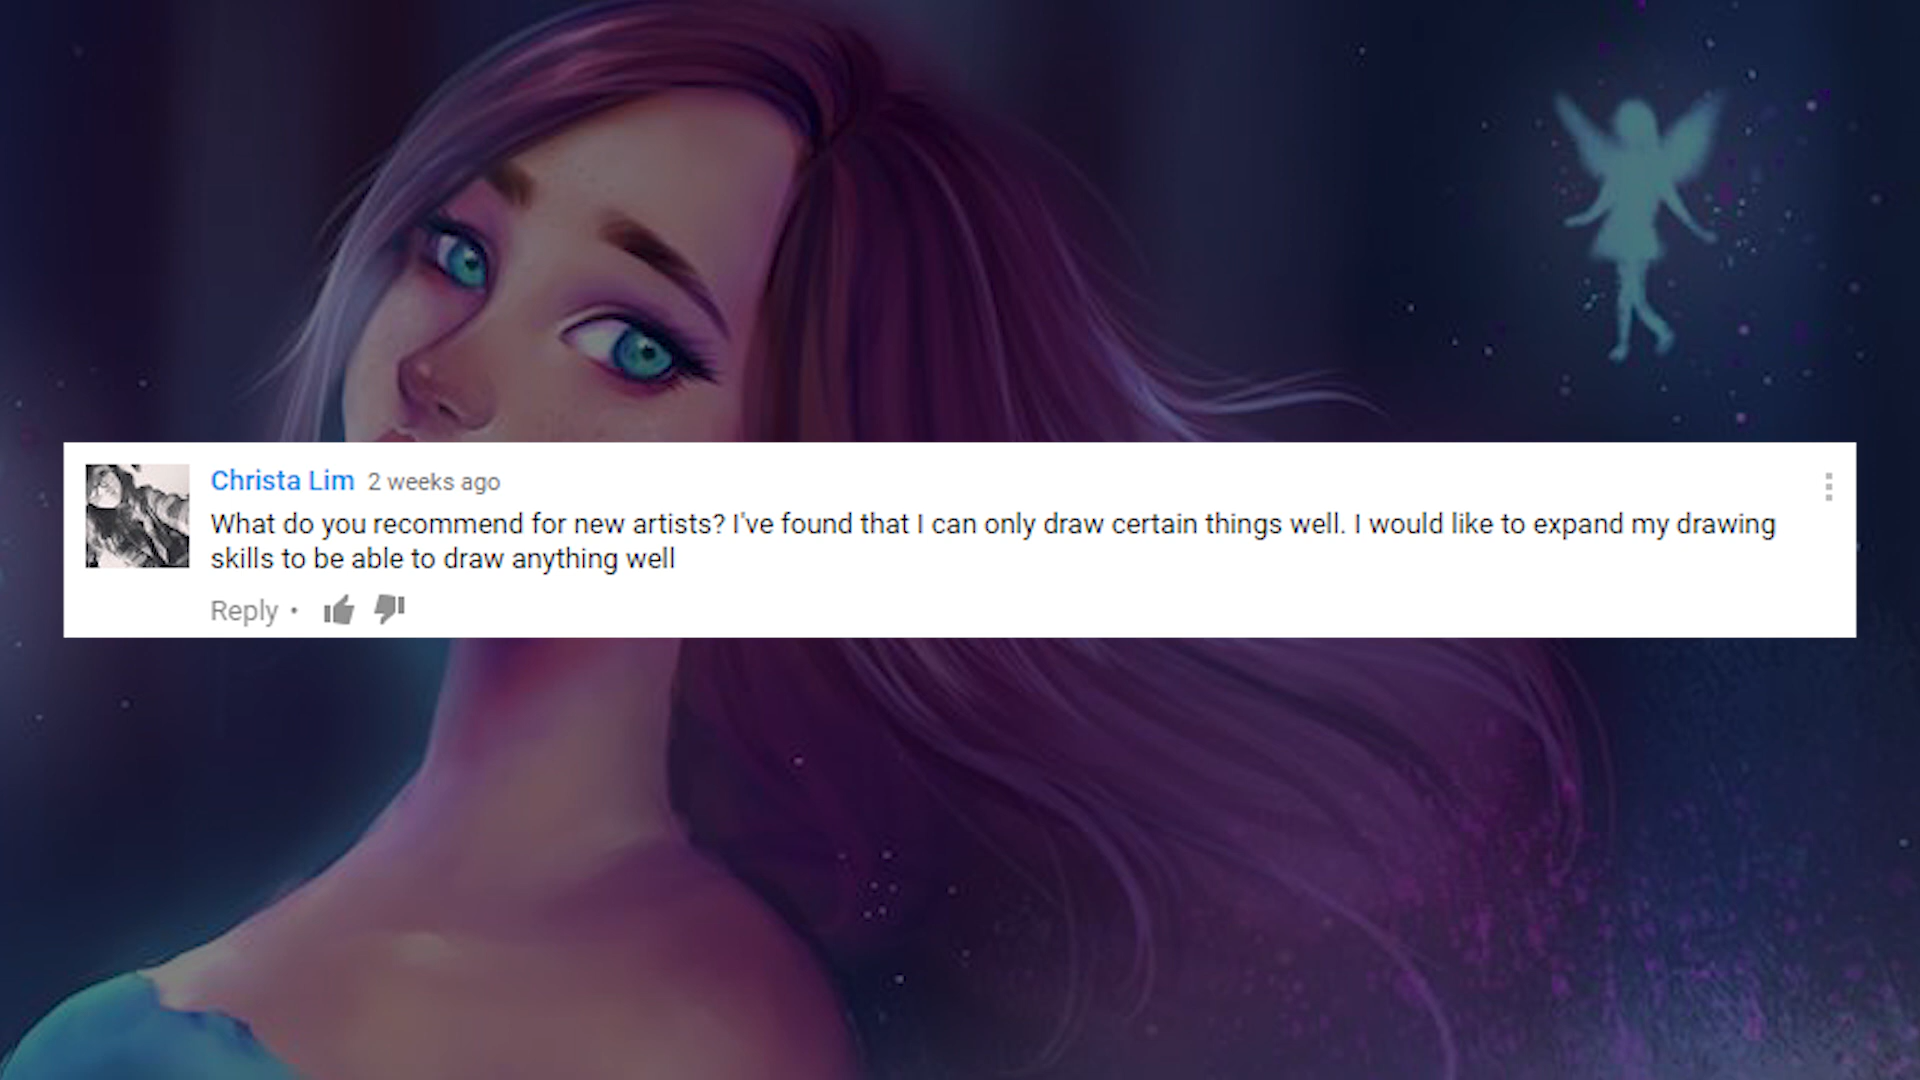 Christa Lim 2 weeks ago
What do you recommend for new artists? I've found that I can only draw certain things well. I would like to expand my drawing
skills to be able to draw anything well
Reply •